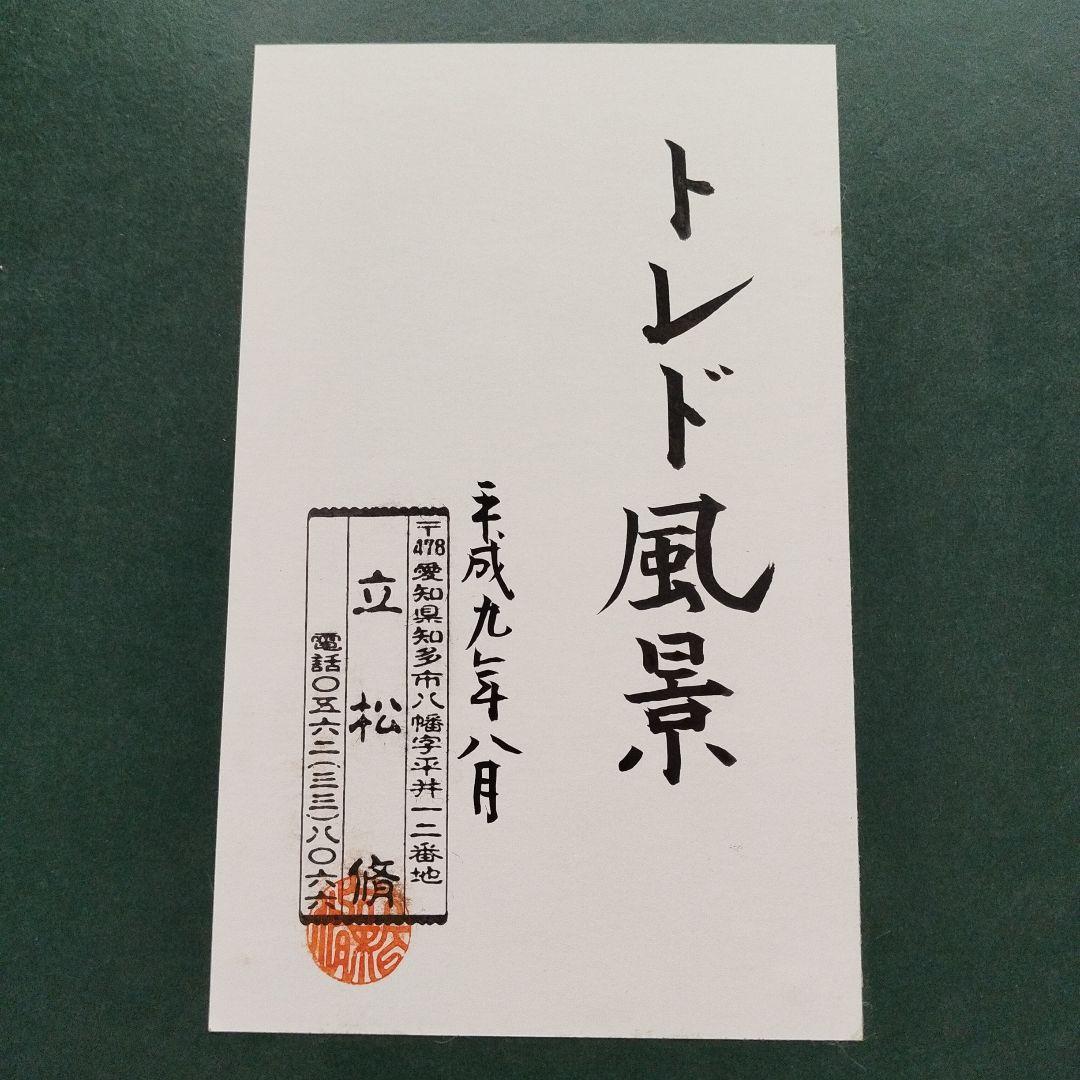 トレド風景
平成九年八月
〒478愛知県知多市八幡字平井一二番地
立松脩
電話〇五六二(三三)八〇六六